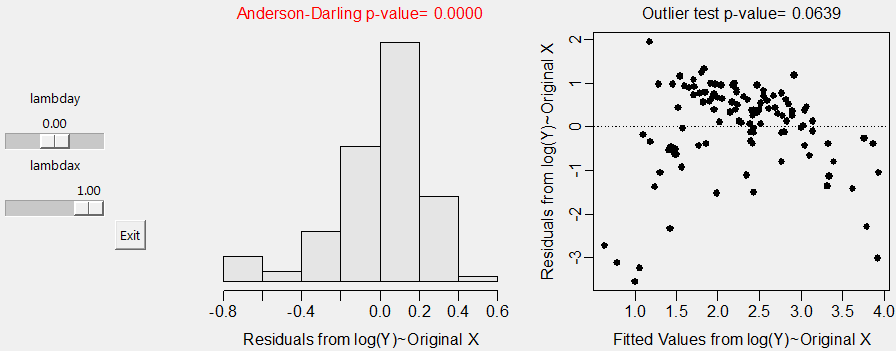 lambday
0.00
lambdax
1.00
Exit
Anderson-Darling p-value= 0.0000
-0.8 -0.4 0.0 0.2 0.4 0.6
Residuals from log(Y)~Original X
Outlier test p-value= 0.0639
Residuals from log(Y)~Original X
2
1
0
-1
-2
-3
1.0 1.5 2.0 2.5 3.0 3.5 4.0
Fitted Values from log(Y)~Original X